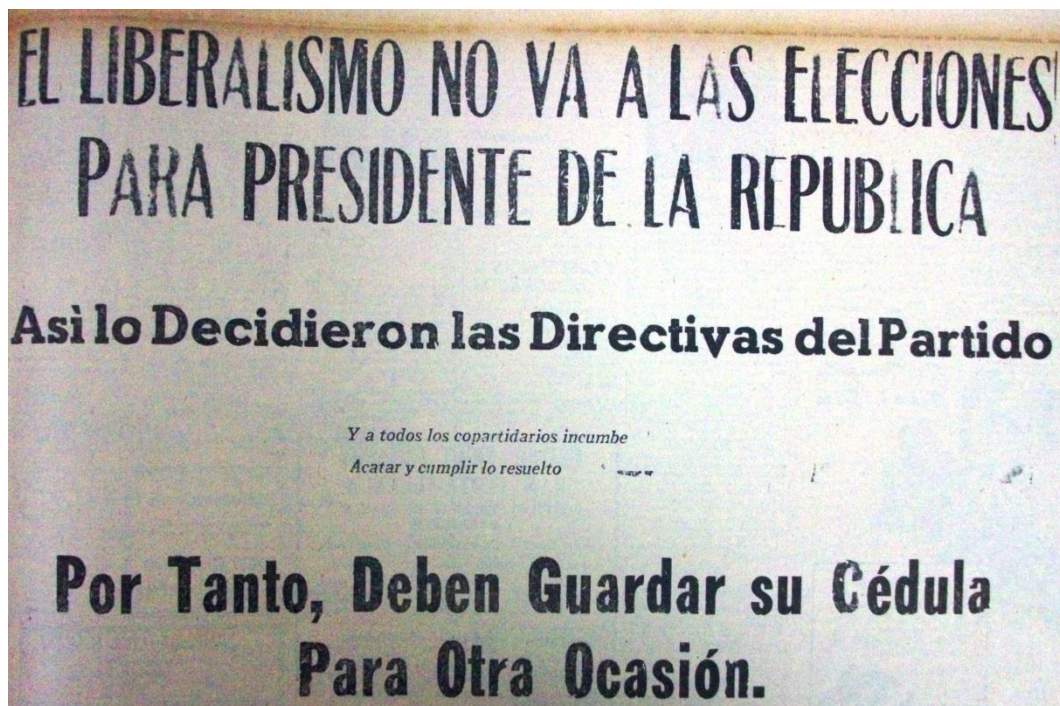 EL LIBERALISMO NO VA A LAS ELECCIONES
PARA PRESIDENTE DE LA REPUBLICA
Asì lo Decidieron las Directivas del Partido
Y a todos los copartidarios incumbe
Acatar y cumplir lo resuelto
Por Tanto, Deben Guardar su Cédula
Para Otra Ocasión.